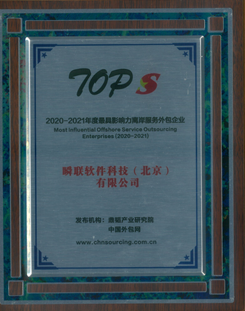 TOP S
2020-2021年度最具影响力离岸服务外包企业
Most Influential Offshore Service Outsourcing
Enterprises (2020-2021)
瞬联软件科技（北京）
有限公司
发布机构：鼎韬产业研究院
中国外包网
www.chnsourcing.com.cn